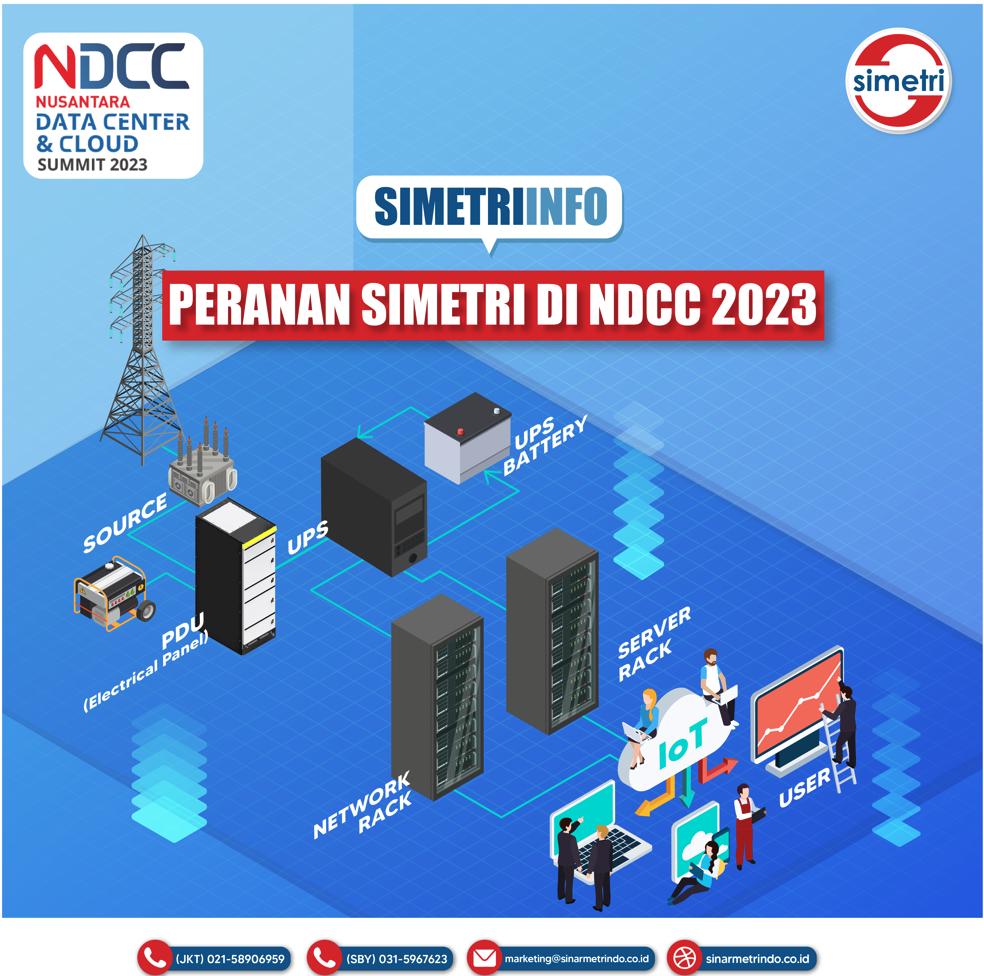 NDCC
NUSANTARA
DATA CENTER
& CLOUD
SUMMIT 2023
simetri
SIMETRIINFO
PERANAN SIMETRI DI NDCC 2023
UPS
BATTERY
SOURCE
UPS
PDU
(Electrical Panel)
SERVER
RACK
IoT
USER
NETWORK
RACK
(JKT) 021-58906959
(SBY) 031-5967623
marketing@sinarmetrindo.co.id
sinarmetrindo.co.id